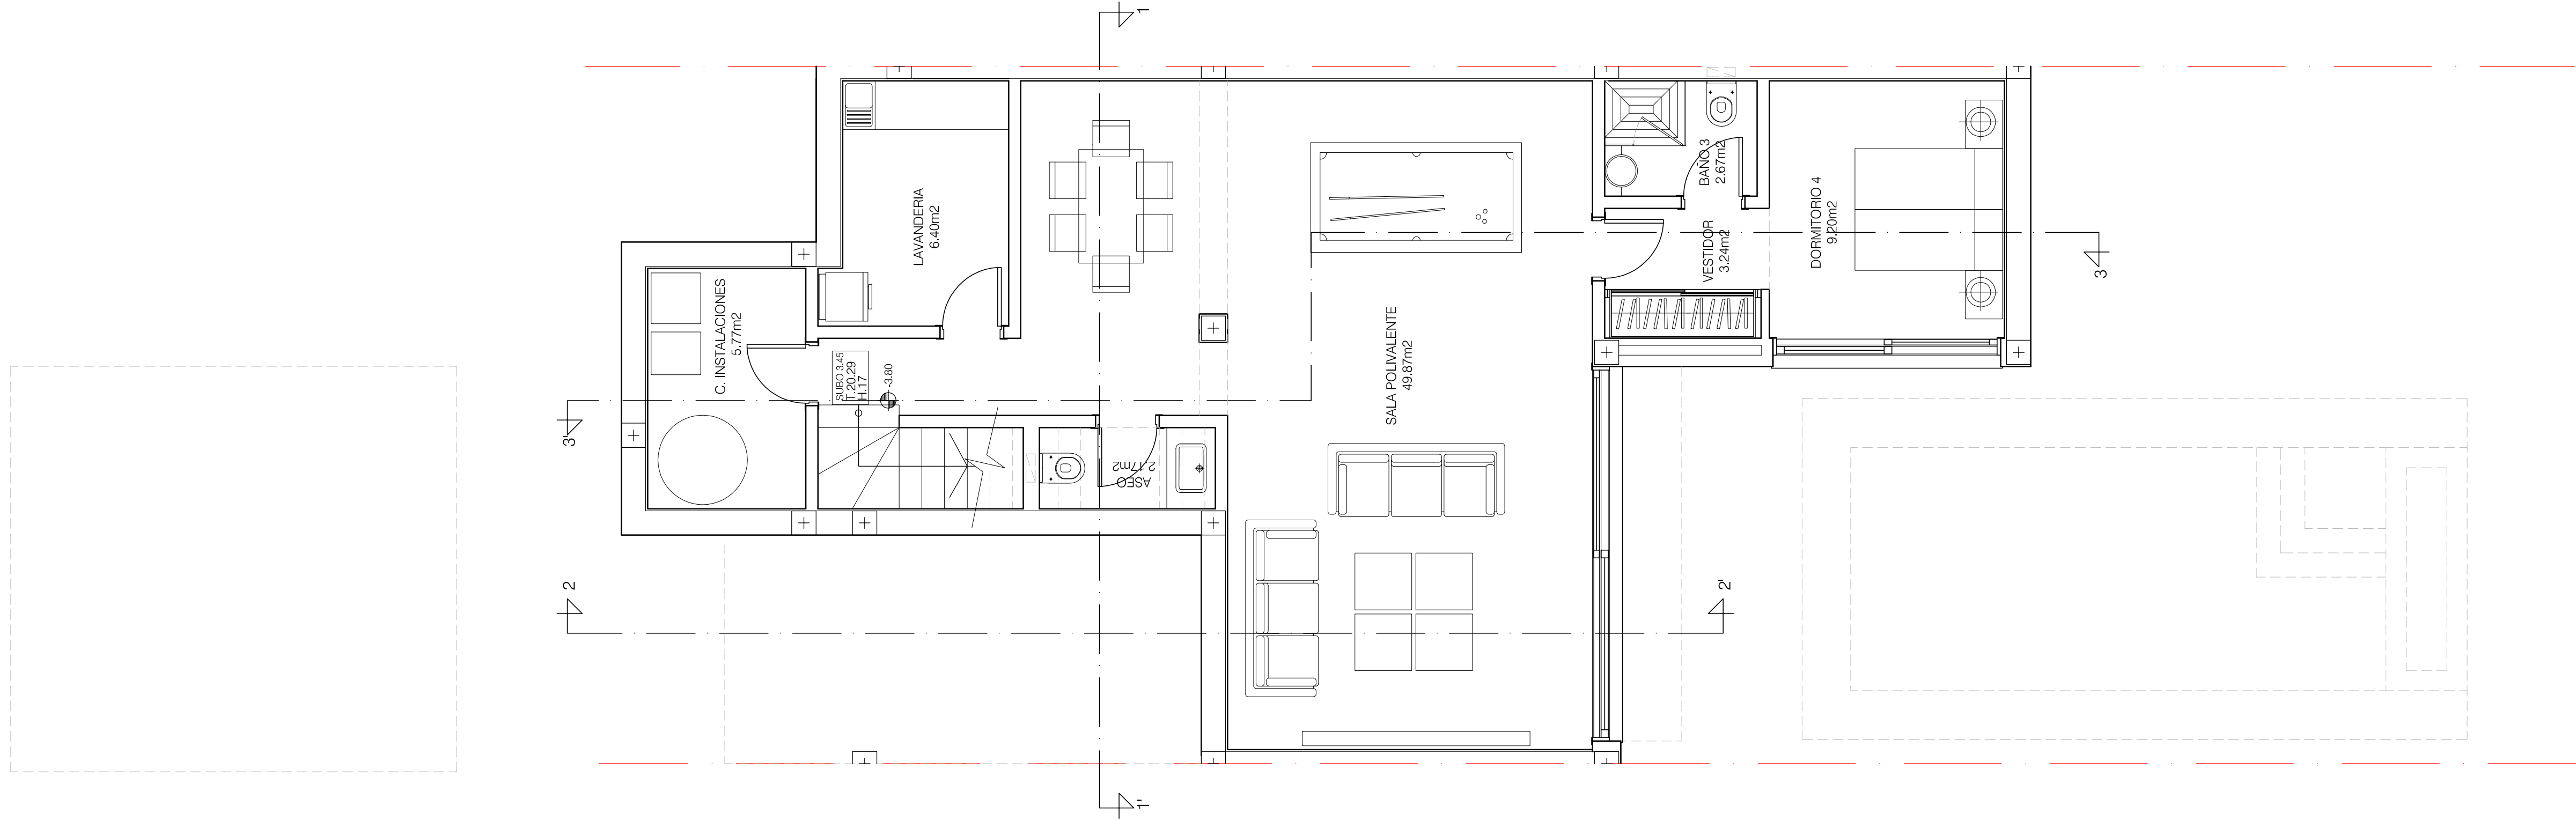 1
LAVANDERIA
6.40m2
BAÑO 3
2.67m2
DORMITORIO 4
9.20m2
VESTIDOR
3.24m2
3
C. INSTALACIONES
5.77m2
SUBO 3.45
T.20.29
H.17
-3.80
SALA POLIVALENTE
49.87m2
3'
ASEO
2.17m2
2
2'
1'